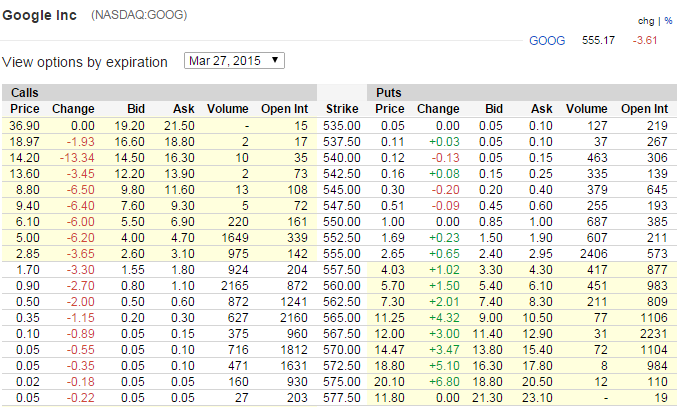 Google Inc (NASDAQ:GOOG)
chg | %
GOOG 555.17 -3.61
View options by expiration Mar 27, 2015 ▼
Calls Puts
Price Change Bid Ask Volume Open Int Strike Price Change Bid Ask Volume Open Int
36.90 0.00 19.20 21.50 - 15 535.00 0.05 0.00 0.05 0.10 127 219
18.97 -1.93 16.60 18.80 2 17 537.50 0.11 +0.03 0.05 0.10 37 267
14.20 -13.34 14.50 16.30 10 35 540.00 0.12 -0.13 0.05 0.15 463 306
13.60 -3.45 12.20 13.90 2 73 542.50 0.16 +0.08 0.15 0.25 335 139
8.80 -6.50 9.80 11.60 13 108 545.00 0.30 -0.20 0.20 0.40 379 645
9.40 -6.40 7.60 9.30 5 72 547.50 0.51 -0.09 0.45 0.60 255 193
6.10 -6.00 5.50 6.90 220 161 550.00 1.00 0.00 0.85 1.00 687 385
5.00 -6.20 4.00 4.70 1649 339 552.50 1.69 +0.23 1.50 1.90 607 211
2.85 -3.65 2.60 3.10 975 142 555.00 2.65 +0.65 2.40 2.95 2406 573
1.70 -3.30 1.55 1.80 924 204 557.50 4.03 +1.02 3.30 4.30 417 877
0.90 -2.70 0.80 1.10 2165 872 560.00 5.70 +1.50 5.40 6.10 451 983
0.50 -2.00 0.50 0.60 872 1241 562.50 7.30 +2.01 7.40 8.30 211 809
0.35 -1.15 0.20 0.30 627 2160 565.00 11.25 +4.32 9.00 10.50 77 1106
0.10 -0.89 0.05 0.15 375 960 567.50 12.00 +3.00 11.40 12.90 31 2231
0.05 -0.55 0.05 0.10 716 1812 570.00 14.47 +3.47 13.80 15.40 72 1104
0.05 -0.35 0.05 0.10 471 1631 572.50 18.80 +5.10 16.30 17.80 8 984
0.02 -0.18 0.05 0.05 160 930 575.00 20.10 +6.80 18.80 20.50 12 110
0.05 -0.22 0.05 0.05 27 203 577.50 11.80 0.00 21.30 23.10 - 19